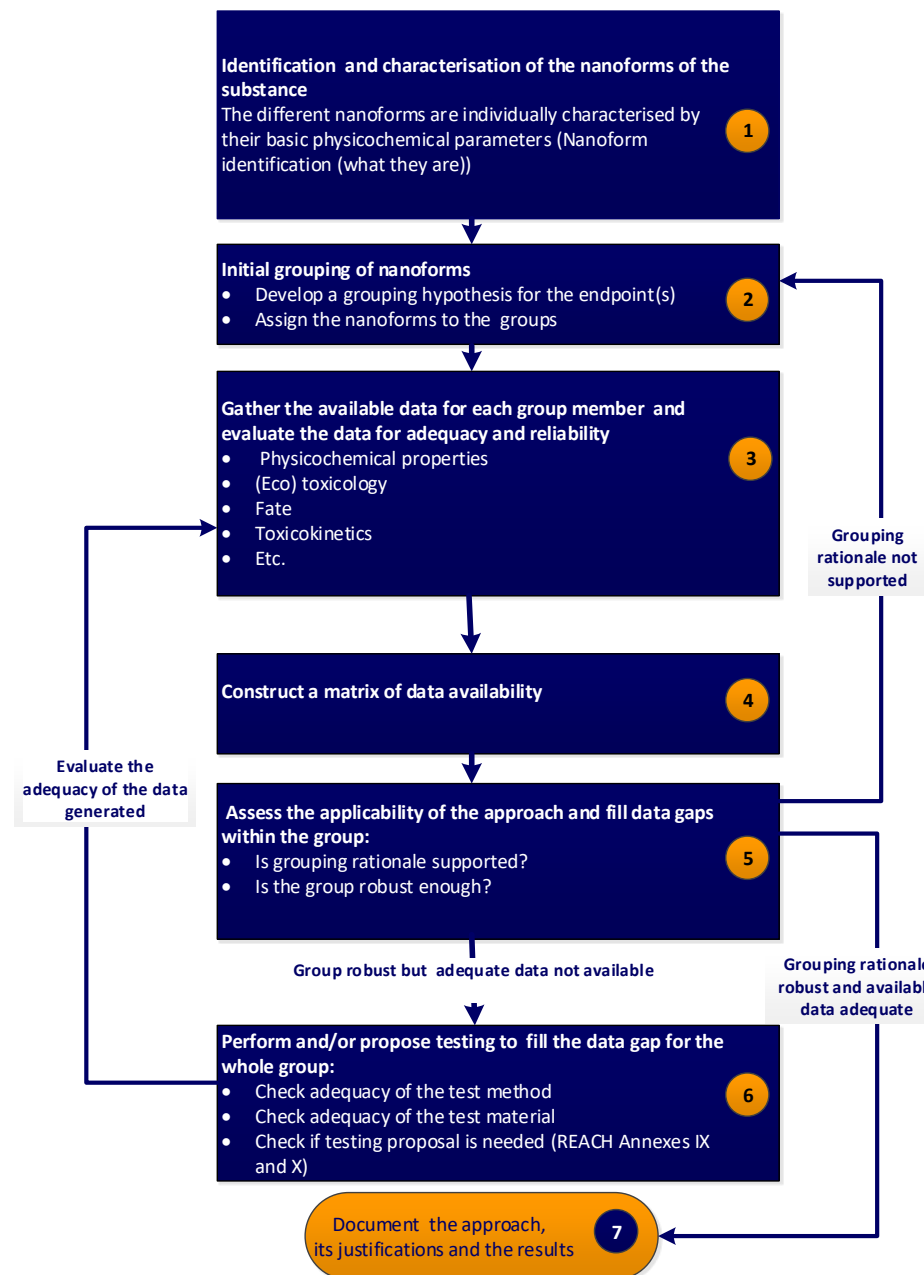 Identification and characterisation of the nanoforms of the
substance
The different nanoforms are individually characterised by
their basic physicochemical parameters (Nanoform
identification (what they are))
1
Initial grouping of nanoforms
• Develop a grouping hypothesis for the endpoint(s)
• Assign the nanoforms to the groups
2
Gather the available data for each group member and
evaluate the data for adequacy and reliability
• Physicochemical properties
• (Eco) toxicology
• Fate
• Toxicokinetics
• Etc.
3
Grouping
rationale not
supported
Construct a matrix of data availability
4
Evaluate the
adequacy of the data
generated
Assess the applicability of the approach and fill data gaps
within the group:
• Is grouping rationale supported?
• Is the group robust enough?
5
Group robust but adequate data not available
Grouping rationale
robust and available
data adequate
Perform and/or propose testing to fill the data gap for the
whole group:
• Check adequacy of the test method
• Check adequacy of the test material
• Check if testing proposal is needed (REACH Annexes IX
and X)
6
Document the approach,
its justifications and the results
7